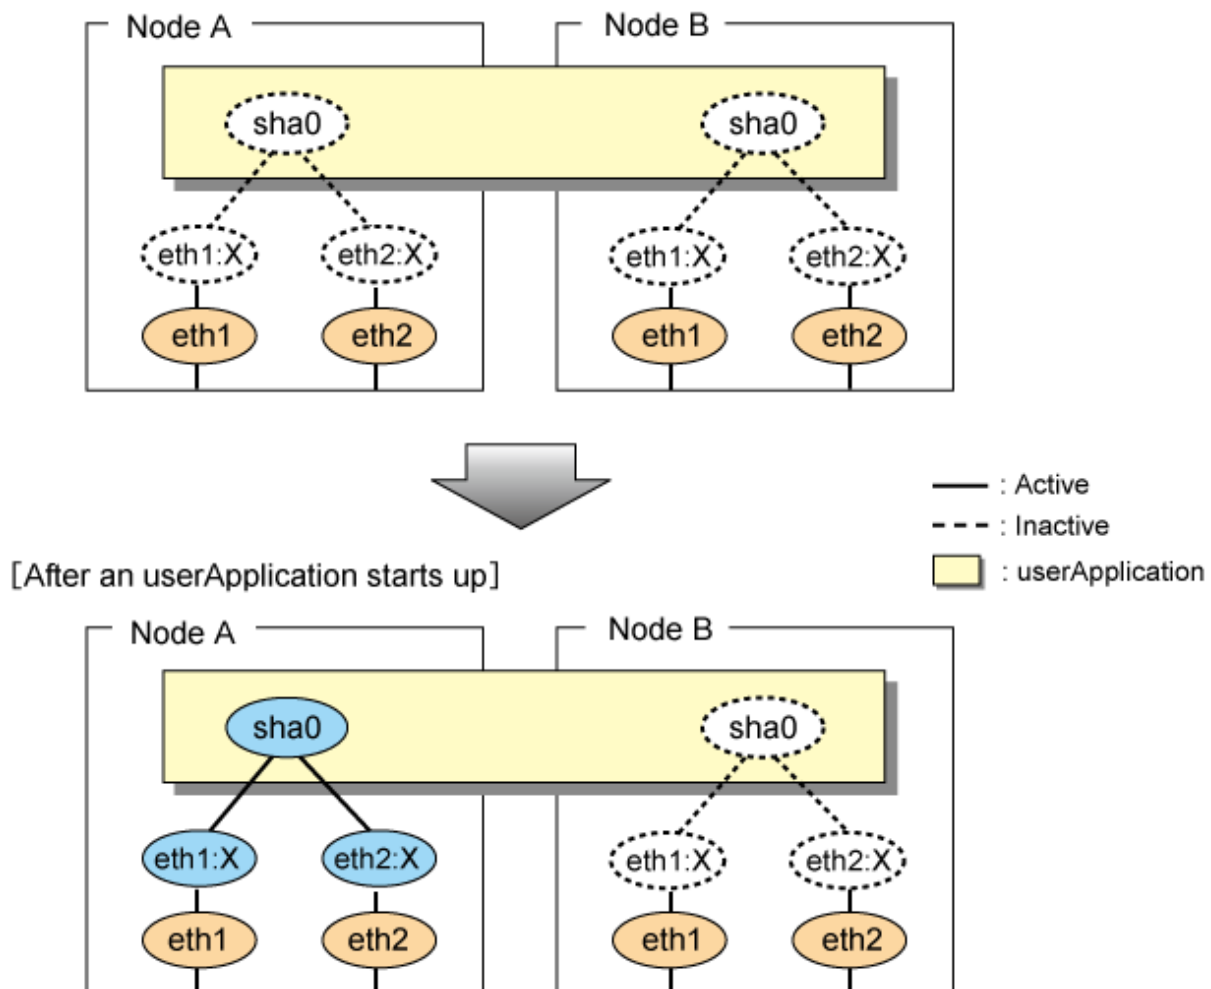 Node A
Node B
sha0
sha0
eth1:X
eth2:X
eth1:X
eth2:X
eth1
eth2
eth1
eth2
: Active
: Inactive
: userApplication
[After an userApplication starts up]
Node A
Node B
sha0
sha0
eth1:X
eth2:X
eth1:X
eth2:X
eth1
eth2
eth1
eth2